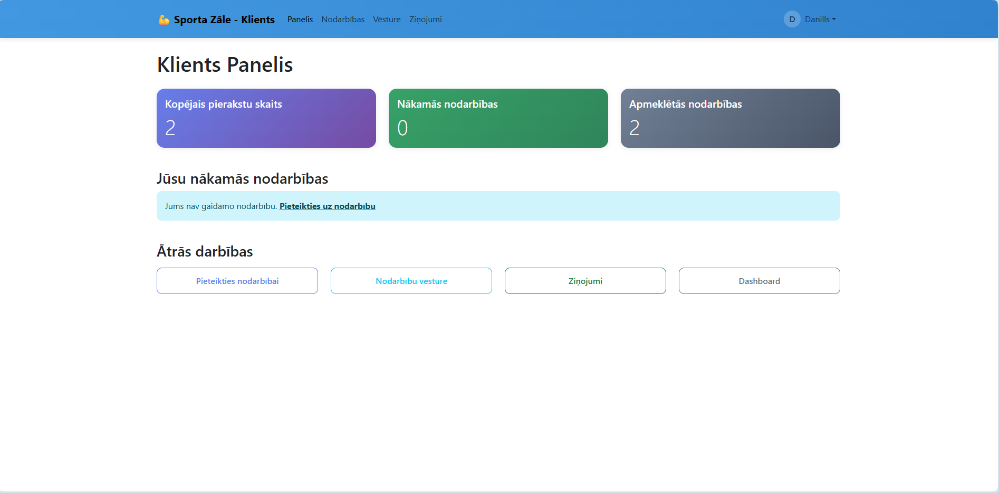 💪 Sporta Zāle - Klients Panelis Nodarbības Vēsture Ziņojumi D Danills
Klients Panelis
Kopējais pierakstu skaits
2
Nākamās nodarbības
0
Apmeklētās nodarbības
2
Jūsu nākamās nodarbības
Jums nav gaidāmo nodarbību. Pieteikties uz nodarbību
Ātrās darbības
Pieteikties nodarbībai
Nodarbību vēsture
Ziņojumi
Dashboard